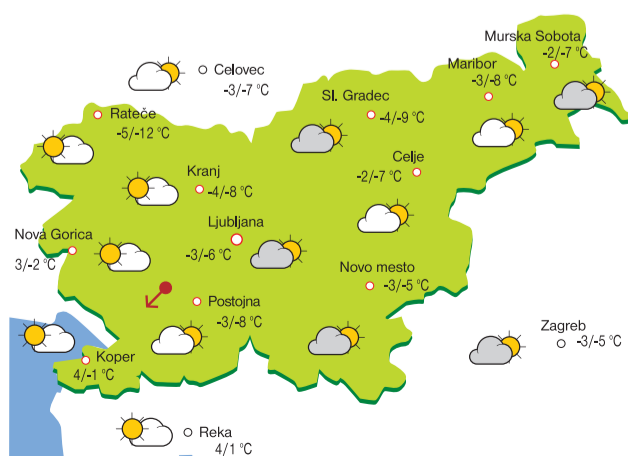 Murska Sobota
-2/-7 °C
Celovec
-3/-7 °C
Maribor
-3/-8 °C
Sl. Gradec
-4/-9 °C
Rateče
-5/-12 °C
Celje
-2/-7 °C
Kranj
-4/-8 °C
Ljubljana
-3/-6 °C
Nova Gorica
3/-2 °C
Novo mesto
-3/-5 °C
Postojna
-3/-8 °C
Zagreb
-3/-5 °C
Koper
4/-1 °C
Reka
4/1 °C